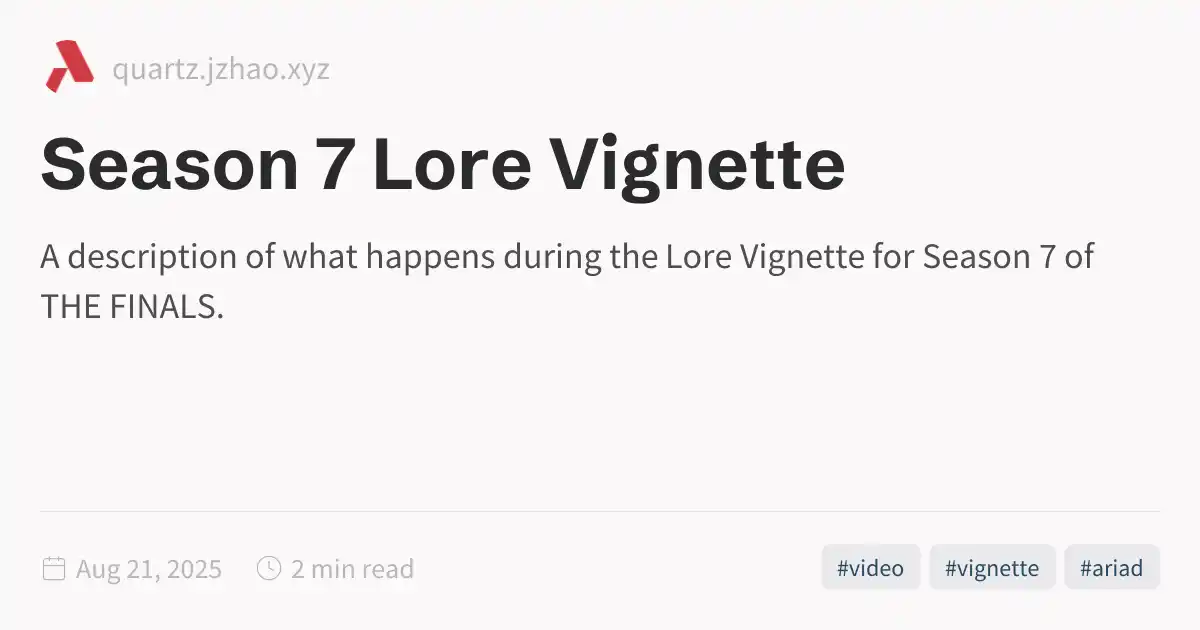 quartz.jzhao.xyz
Season 7 Lore Vignette
A description of what happens during the Lore Vignette for Season 7 of
THE FINALS.
Aug 21, 2025 2 min read #video #vignette #ariad